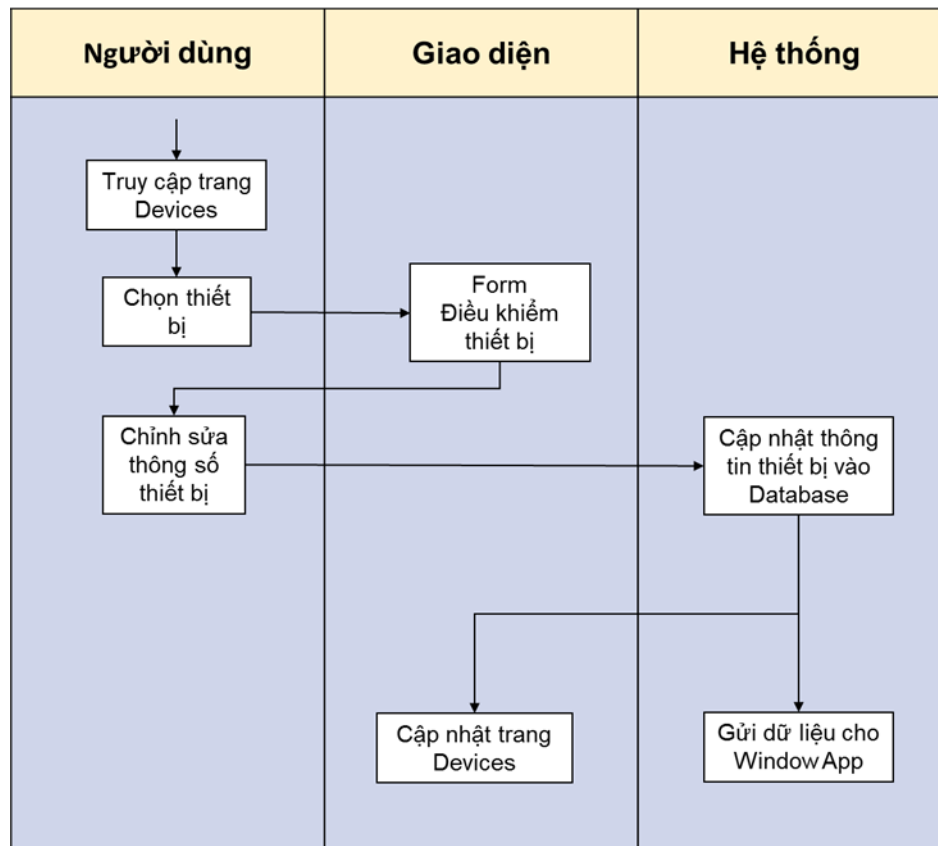 Người dùng
Giao diện
Hệ thống
Truy cập trang
Devices
Chọn thiết
bị
Form
Điều khiểm
thiết bị
Chỉnh sửa
thông số
thiết bị
Cập nhật thông
tin thiết bị vào
Database
Cập nhật trang
Devices
Gửi dữ liệu cho
Window App